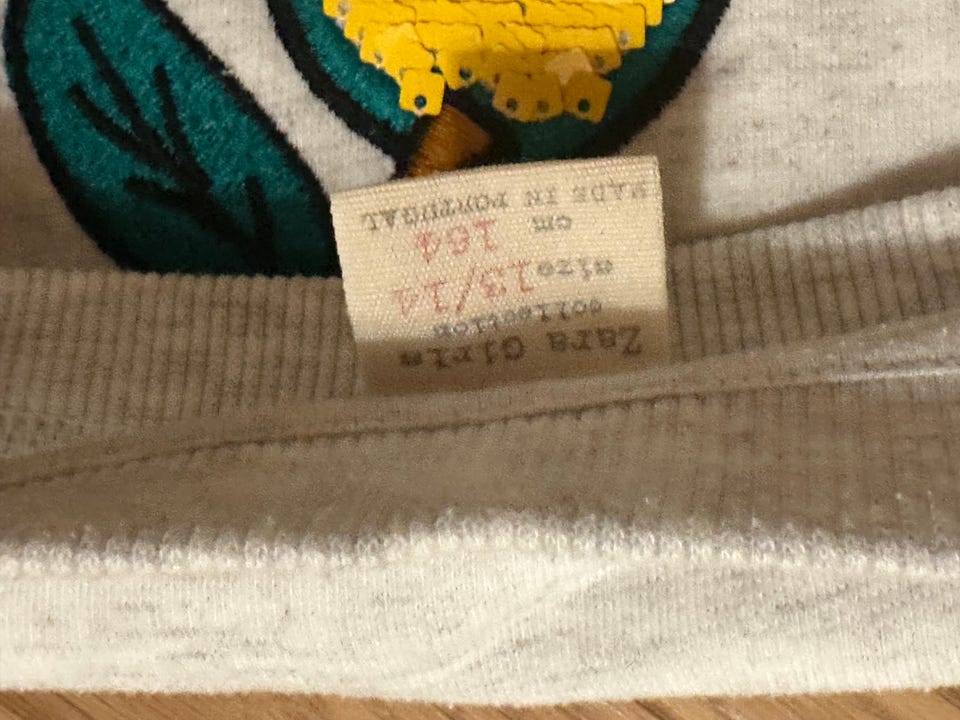 Zara Girls
collection
size 13/14
cm 164
MADE IN PORTUGAL